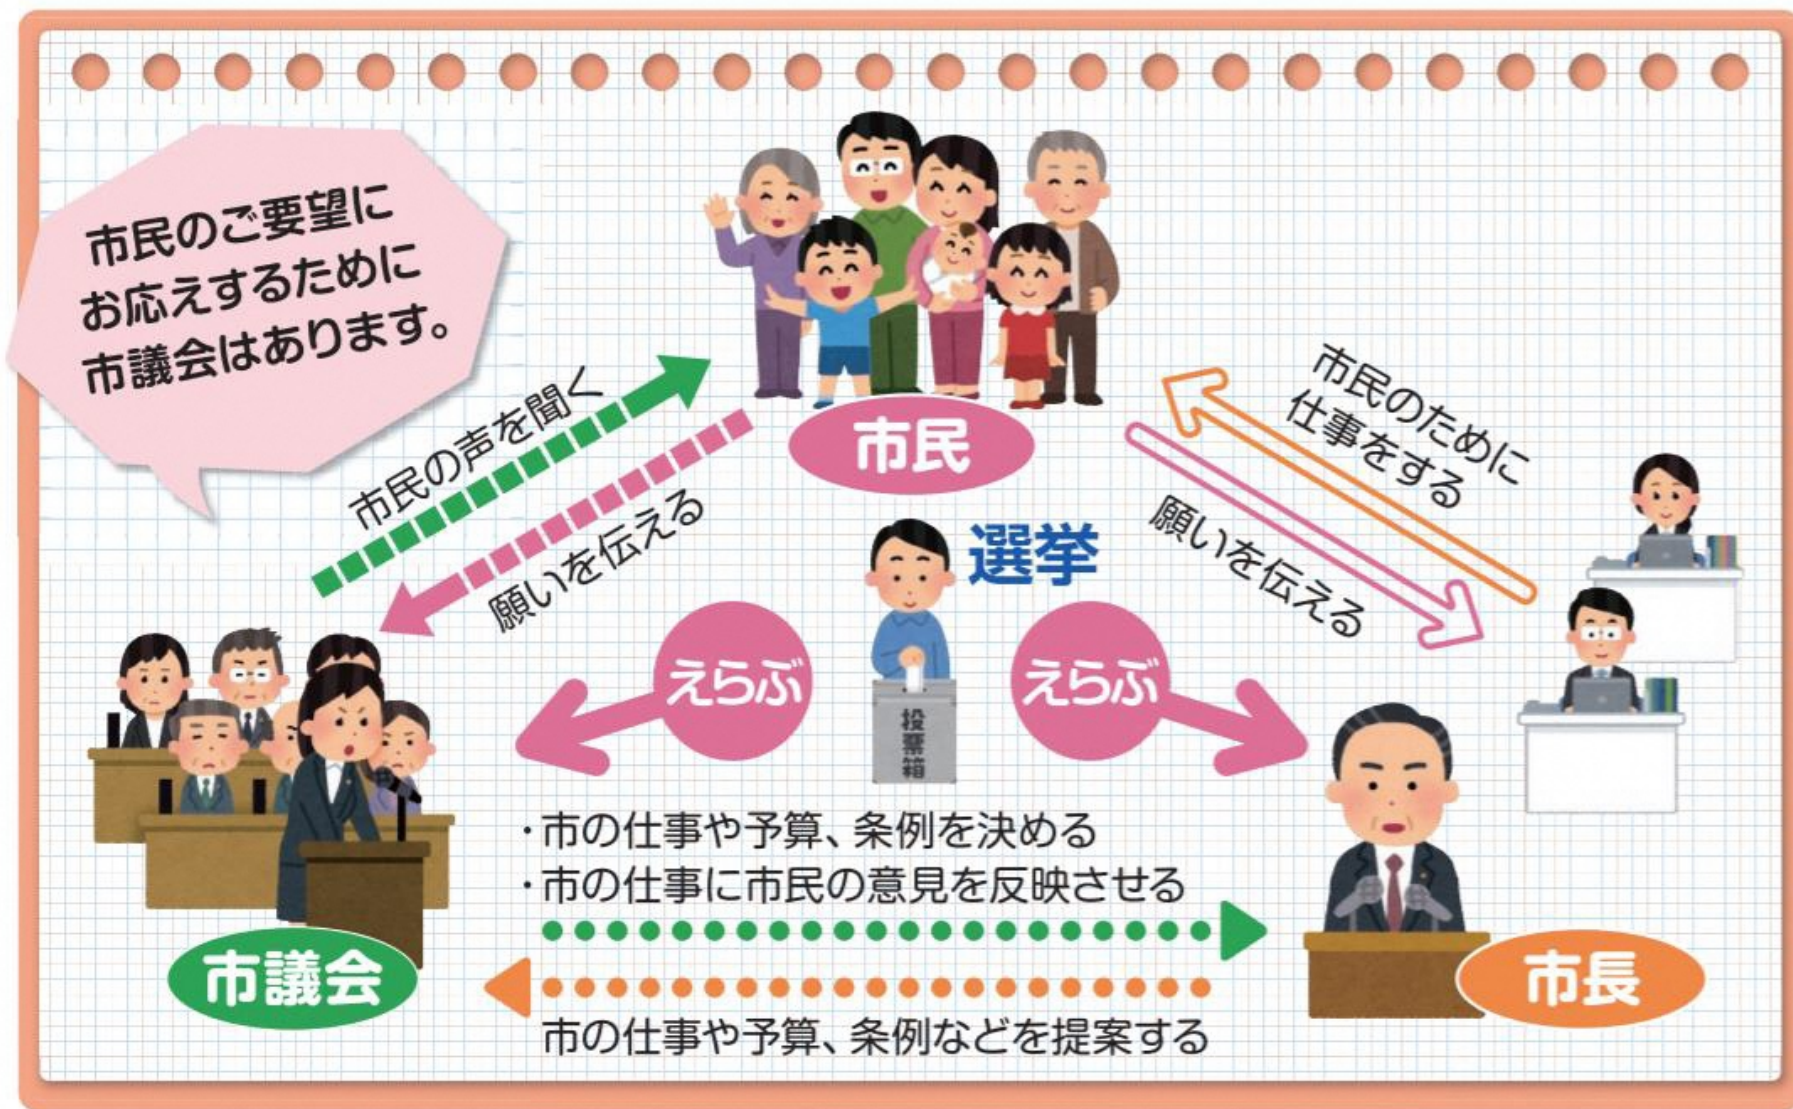 市民のご要望に
お応えするために
市議会はあります。
市民の声を聞く
願いを伝える
市民
市民のために
仕事をする
願いを伝える
選挙
えらぶ
えらぶ
投票箱
・市の仕事や予算、条例を決める
・市の仕事に市民の意見を反映させる
市議会
市長
市の仕事や予算、条例などを提案する